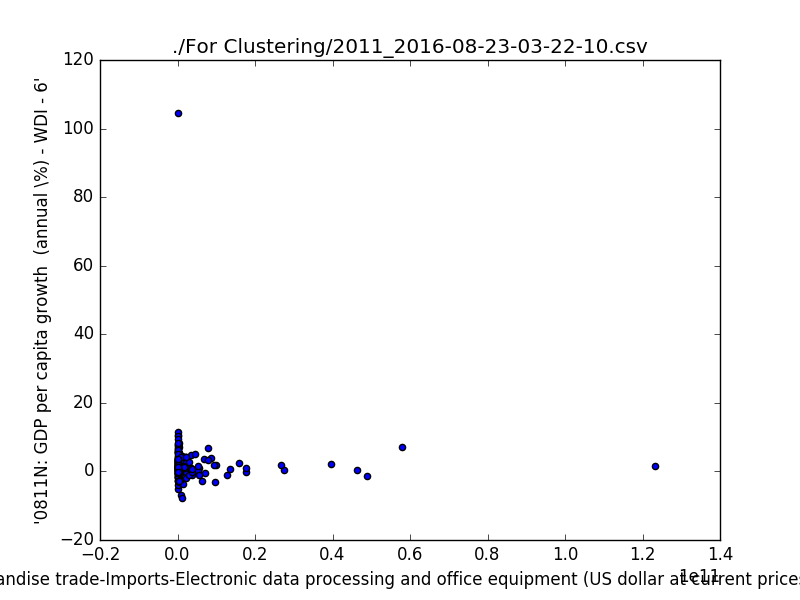 ./For Clustering/2011_2016-08-23-03-22-10.csv
'0811N: GDP per capita growth  (annual \%) - WDI - 6'
120
100
80
60
40
20
0
−20
−0.2 0.0 0.2 0.4 0.6 0.8 1.0 1.2 1.4
1e11
andise trade-Imports-Electronic data processing and office equipment (US dollar at current prices